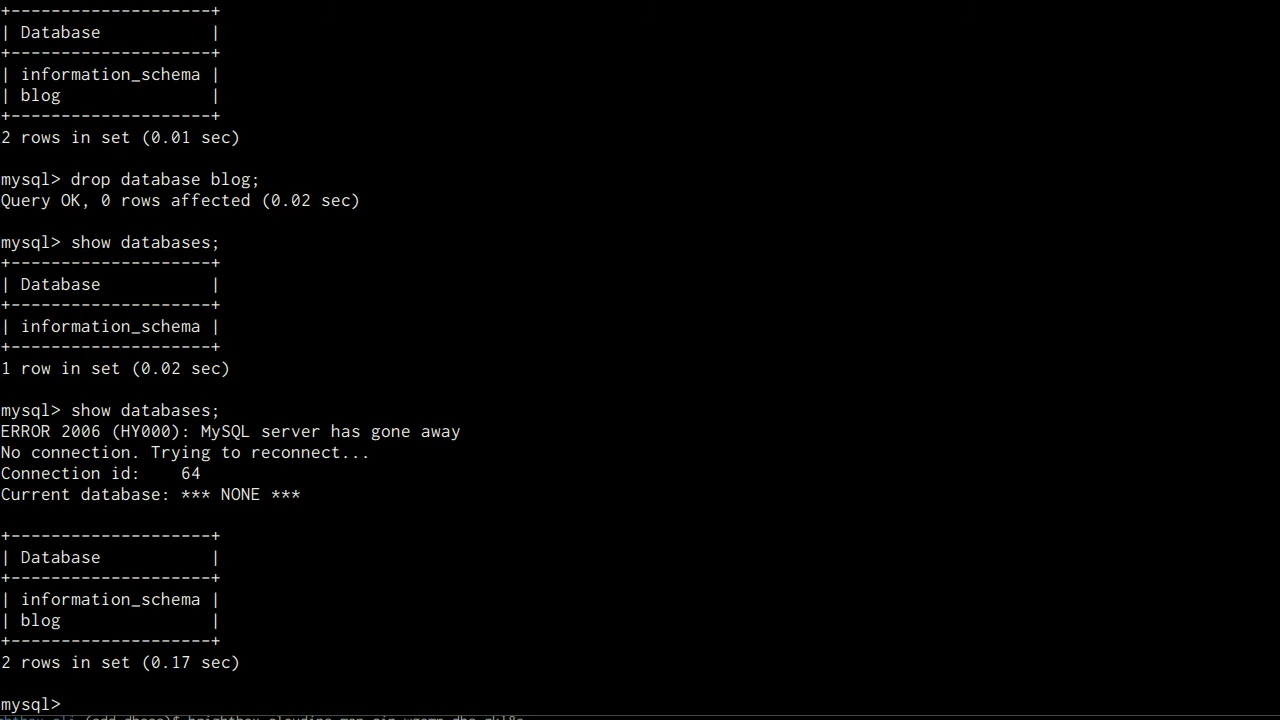 +--------------------+
| Database           |
+--------------------+
| information_schema |
| blog               |
+--------------------+
2 rows in set (0.01 sec)
mysql> drop database blog;
Query OK, 0 rows affected (0.02 sec)
mysql> show databases;
+--------------------+
| Database           |
+--------------------+
| information_schema |
+--------------------+
1 row in set (0.02 sec)
mysql> show databases;
ERROR 2006 (HY000): MySQL server has gone away
No connection. Trying to reconnect...
Connection id:    64
Current database: *** NONE ***
+--------------------+
| Database           |
+--------------------+
| information_schema |
| blog               |
+--------------------+
2 rows in set (0.17 sec)
mysql>